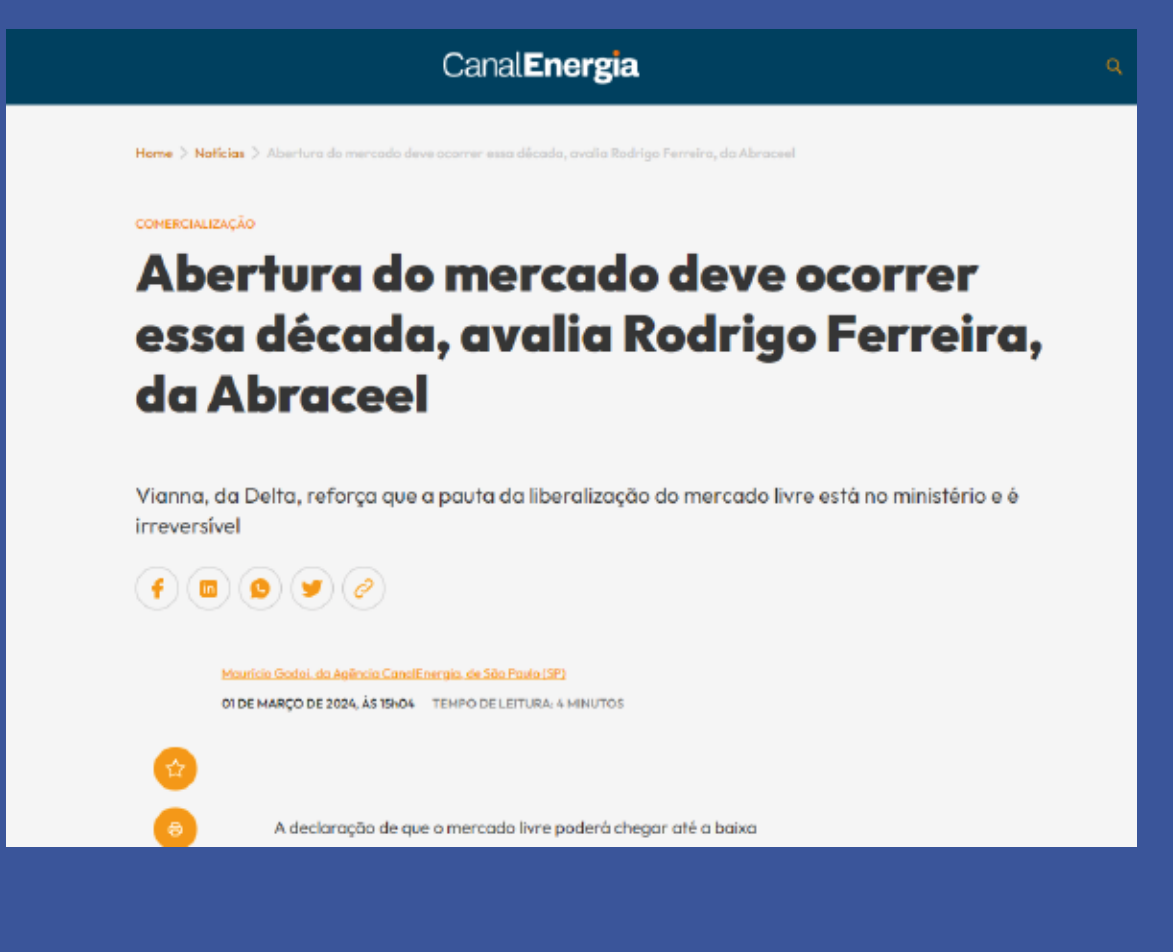 CanalEnergia
Home > Notícias > Abertura do mercado deve ocorrer essa década, avalia Rodrigo Ferreira, da Abraceel
COMERCIALIZAÇÃO
Abertura do mercado deve ocorrer
essa década, avalia Rodrigo Ferreira,
da Abraceel
Vianna, da Delta, reforça que a pauta da liberalização do mercado livre está no ministério e é
irreversível
Maurício Godoi, da Agência CanalEnergia, de São Paulo (SP)
01 DE MARÇO DE 2024, ÀS 15h04 TEMPO DE LEITURA: 4 MINUTOS
A declaração de que o mercado livre poderá chegar até a baixa